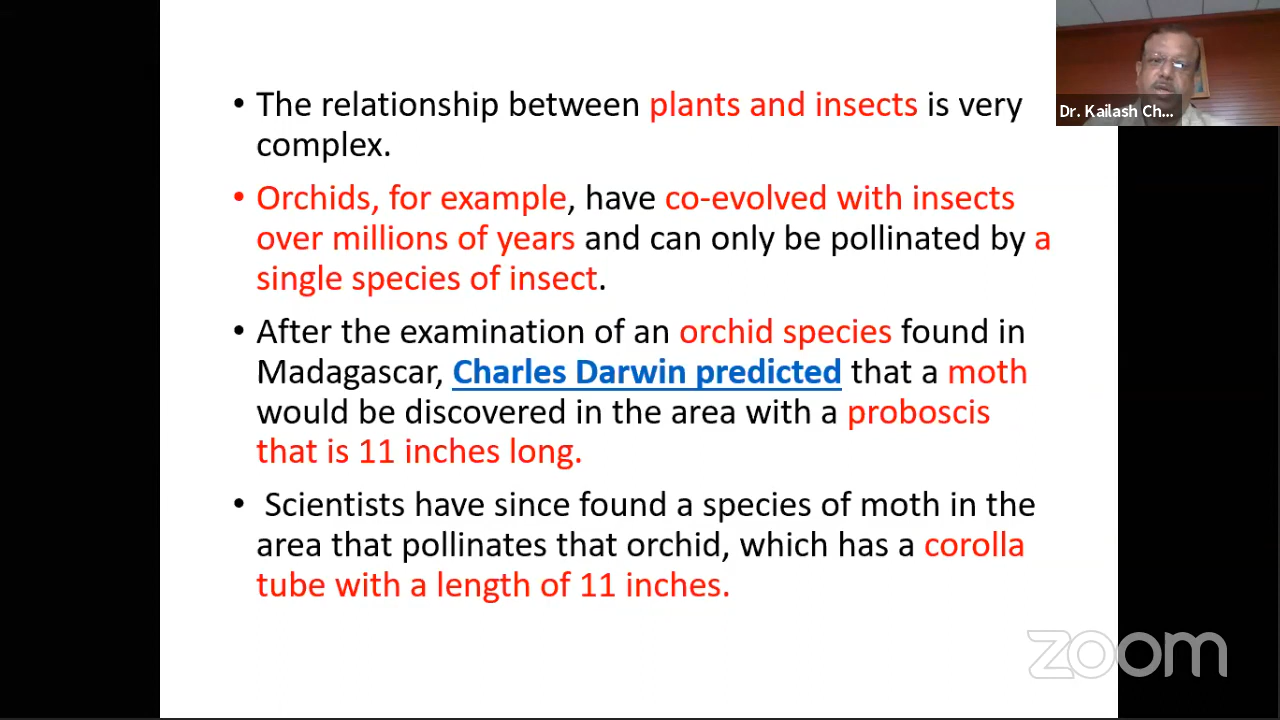 • The relationship between plants and insects is very
complex.
• Orchids, for example, have co-evolved with insects
over millions of years and can only be pollinated by a
single species of insect.
• After the examination of an orchid species found in
Madagascar, Charles Darwin predicted that a moth
would be discovered in the area with a proboscis
that is 11 inches long.
• Scientists have since found a species of moth in the
area that pollinates that orchid, which has a corolla
tube with a length of 11 inches.
Dr. Kailash Ch...
zoom